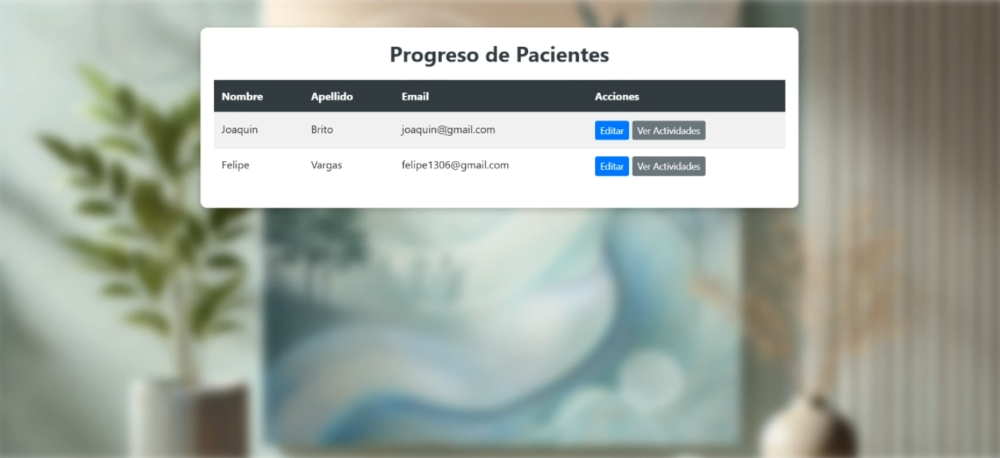 Progreso de Pacientes
Nombre Apellido Email Acciones
Joaquin Brito joaquin@gmail.com Editar Ver Actividades
Felipe Vargas felipe1306@gmail.com Editar Ver Actividades